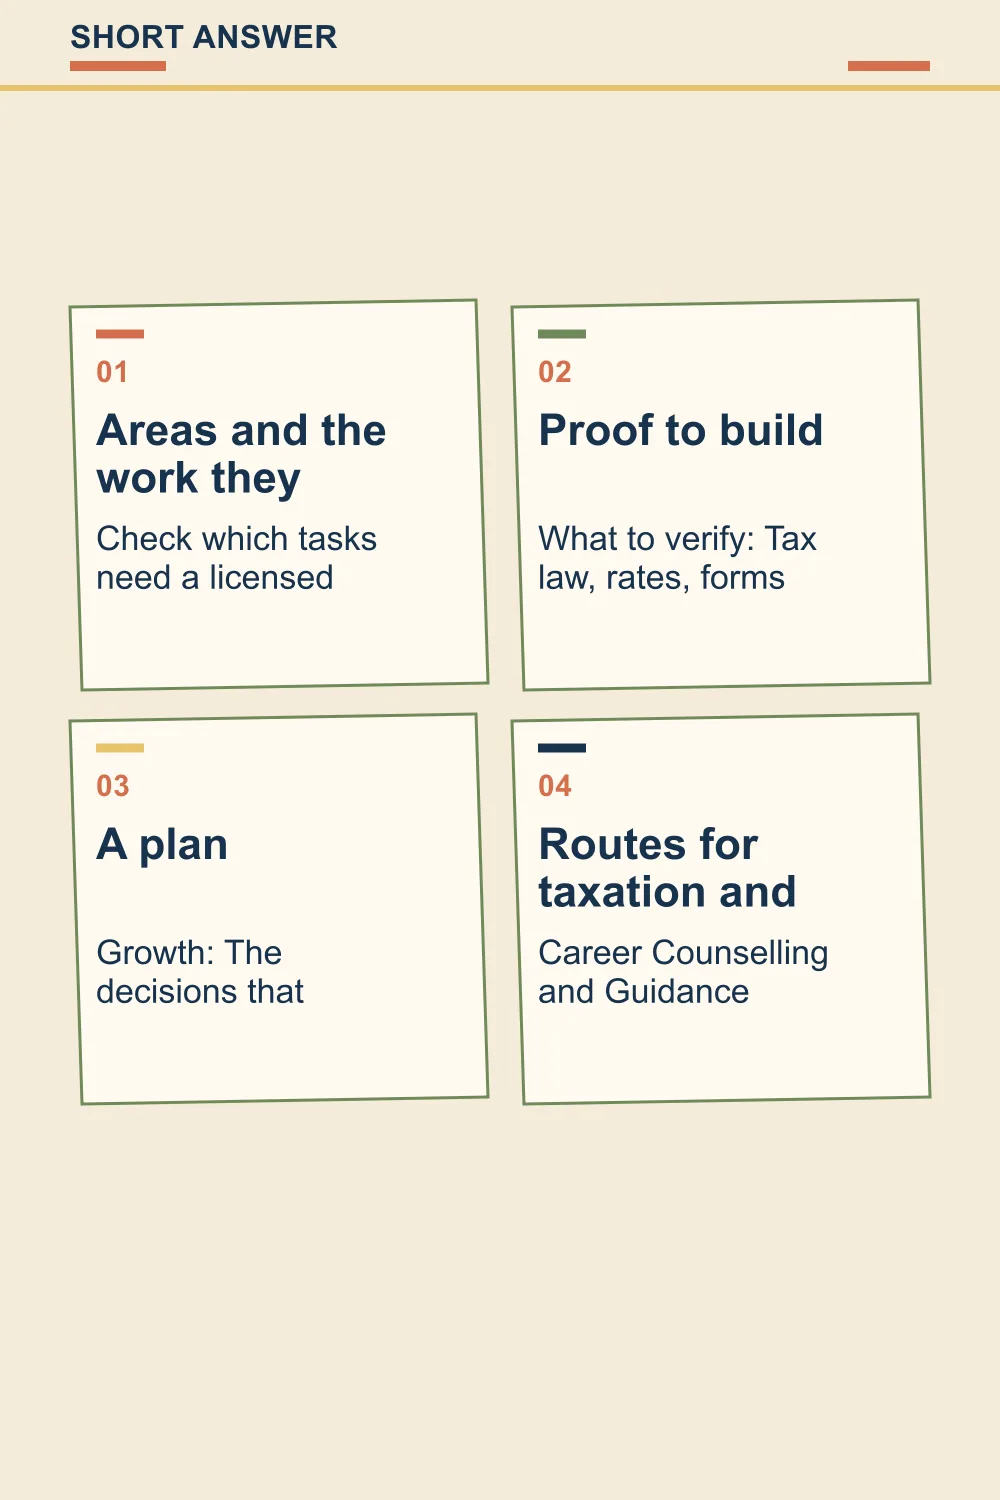 SHORT ANSWER
01
Areas and the
work they
Check which tasks
need a licensed
02
Proof to build
What to verify: Tax
law, rates, forms
03
A plan
Growth: The
decisions that
04
Routes for
taxation and
Career Counselling
and Guidance